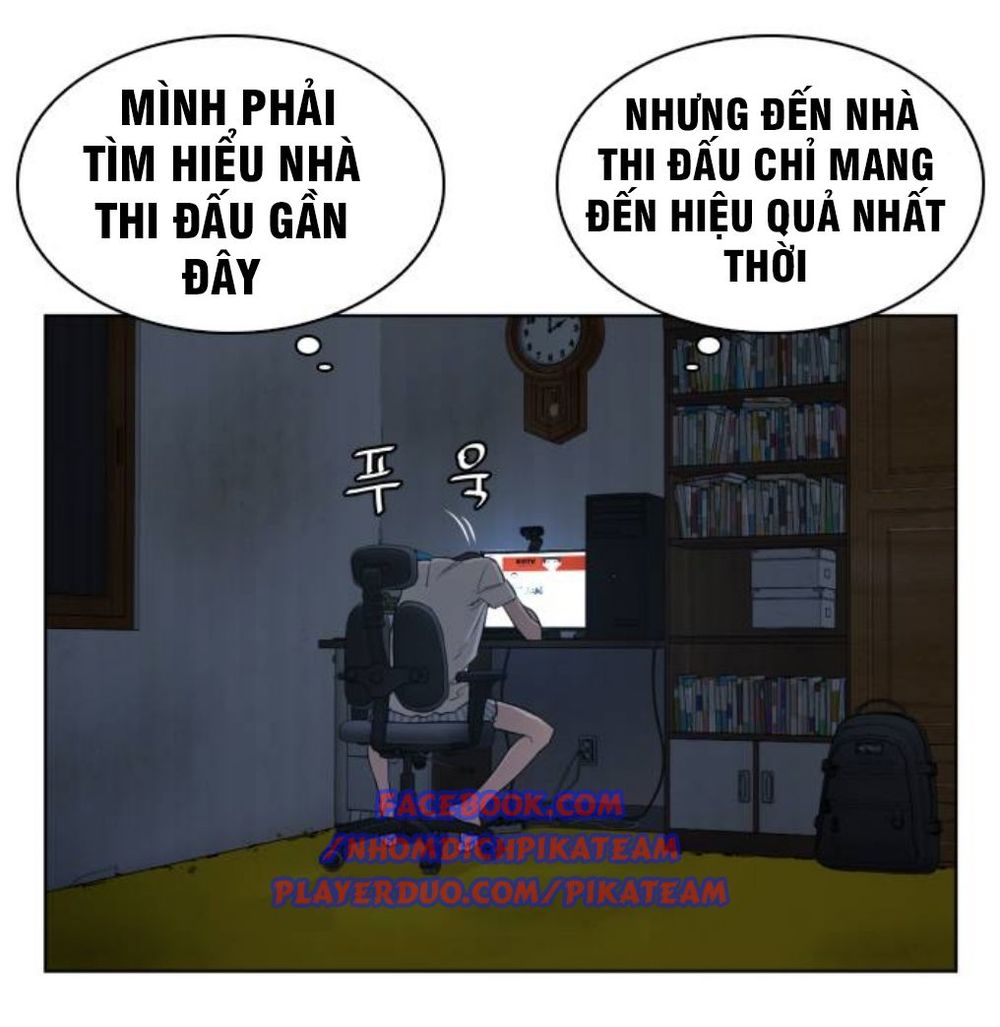 MÌNH PHẢI
TÌM HIỂU NHÀ
THI ĐẤU GẦN
ĐÂY
NHƯNG ĐẾN NHÀ
THI ĐẤU CHỈ MANG
ĐẾN HIỆU QUẢ NHẤT
THỜI
푸욱
FACEBOOK.COM
/NHOMDICHPIKATEAM
PLAYERDUO.COM/PIKATEAM